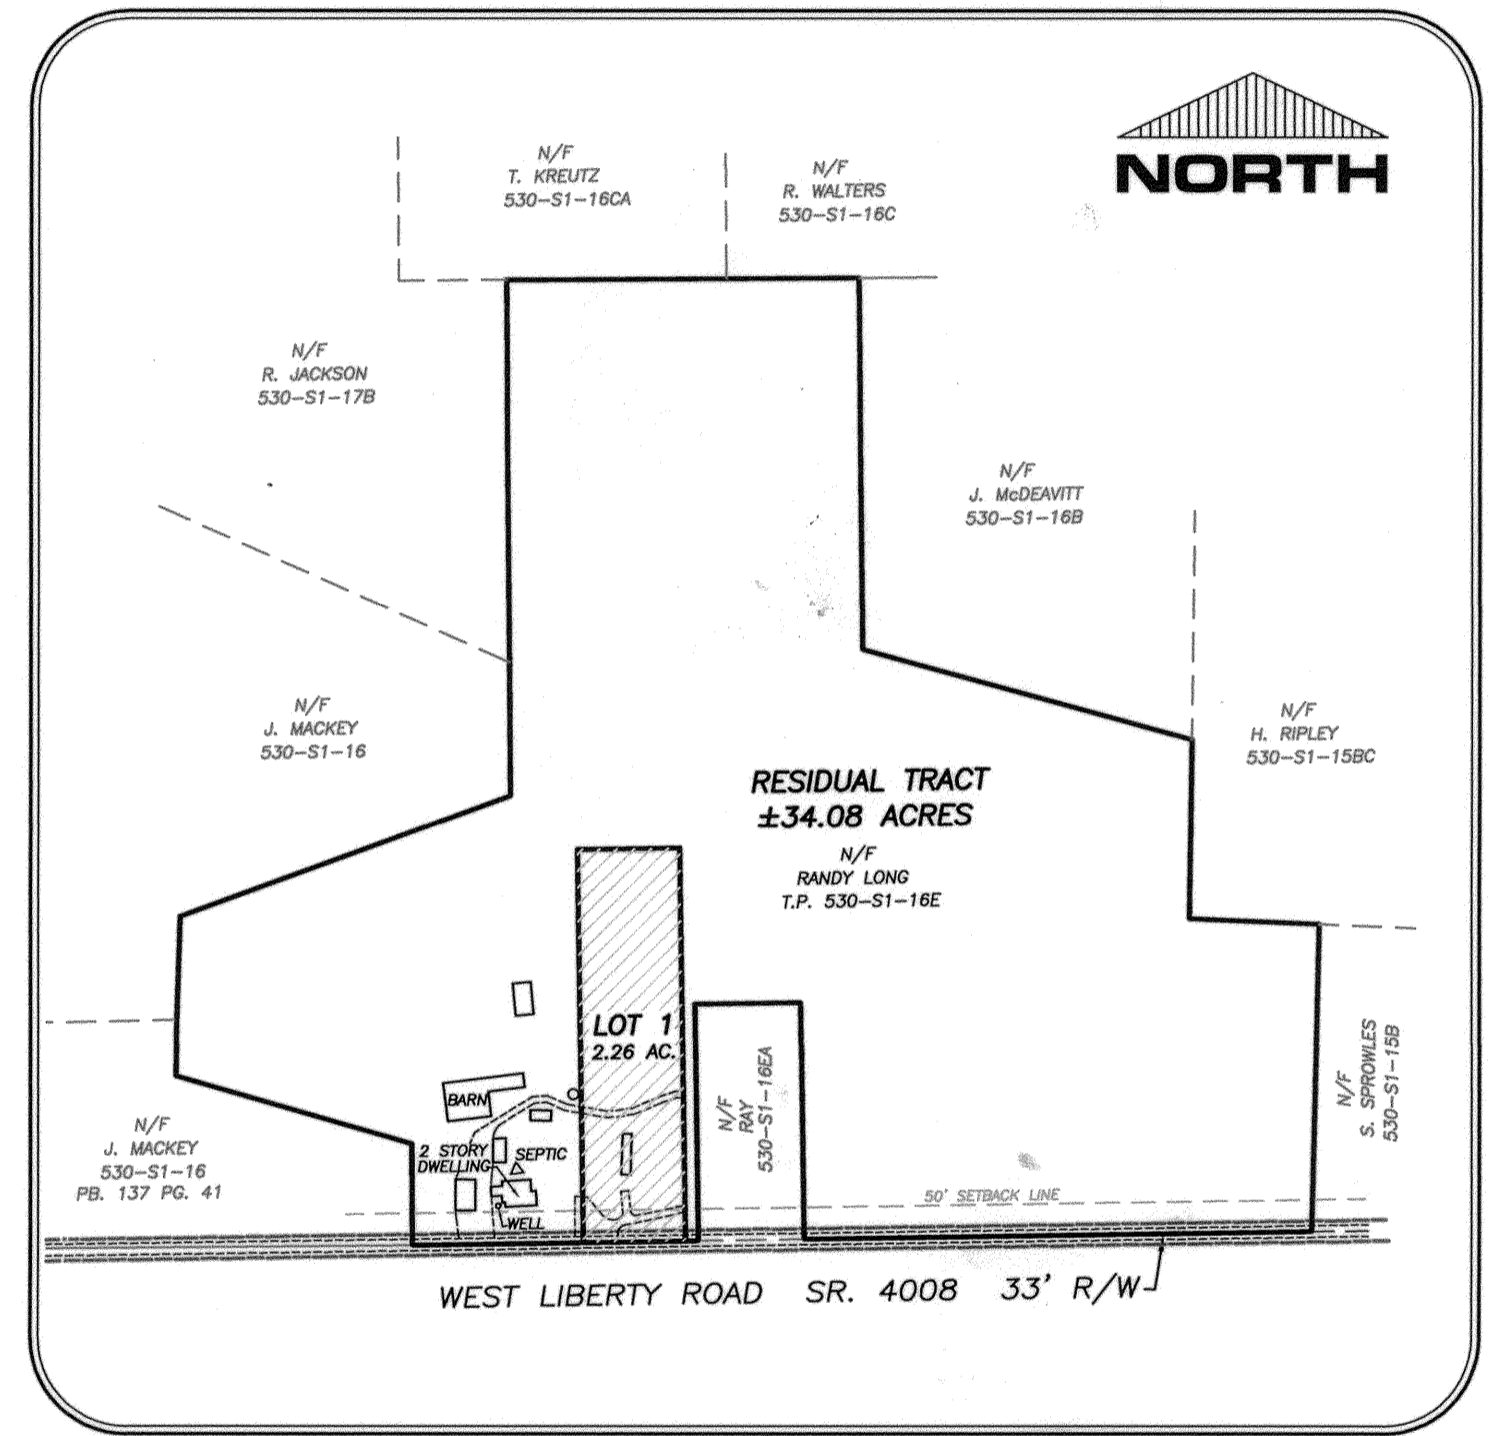 NORTH
N/F
T. KREUTZ
530-S1-16CA
N/F
R. WALTERS
530-S1-16C
N/F
R. JACKSON
530-S1-17B
N/F
J. McDEAVITT
530-S1-16B
N/F
J. MACKEY
530-S1-16
N/F
H. RIPLEY
530-S1-15BC
RESIDUAL TRACT
±34.08 ACRES
N/F
RANDY LONG
T.P. 530-S1-16E
LOT 1
2.26 AC.
N/F
RAY
530-S1-16EA
N/F
S. SPROWLES
530-S1-15B
BARN
N/F
J. MACKEY
530-S1-16
PB. 137 PG. 41
2 STORY
DWELLING
SEPTIC
WELL
50' SETBACK LINE
WEST LIBERTY ROAD SR. 4008 33' R/W